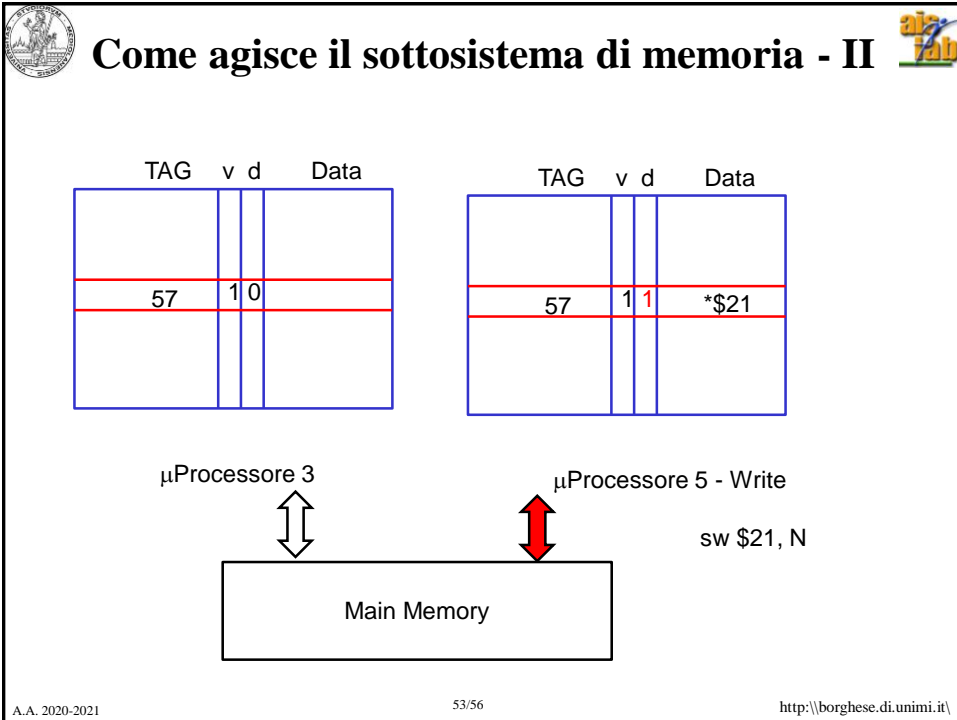 Come agisce il sottosistema di memoria - II
TAG v d Data
57 1 0
TAG v d Data
57 1 1 *$21
µProcessore 3
µProcessore 5 - Write
sw $21, N
Main Memory
A.A. 2020-2021
53/56
http:\\borghese.di.unimi.it\